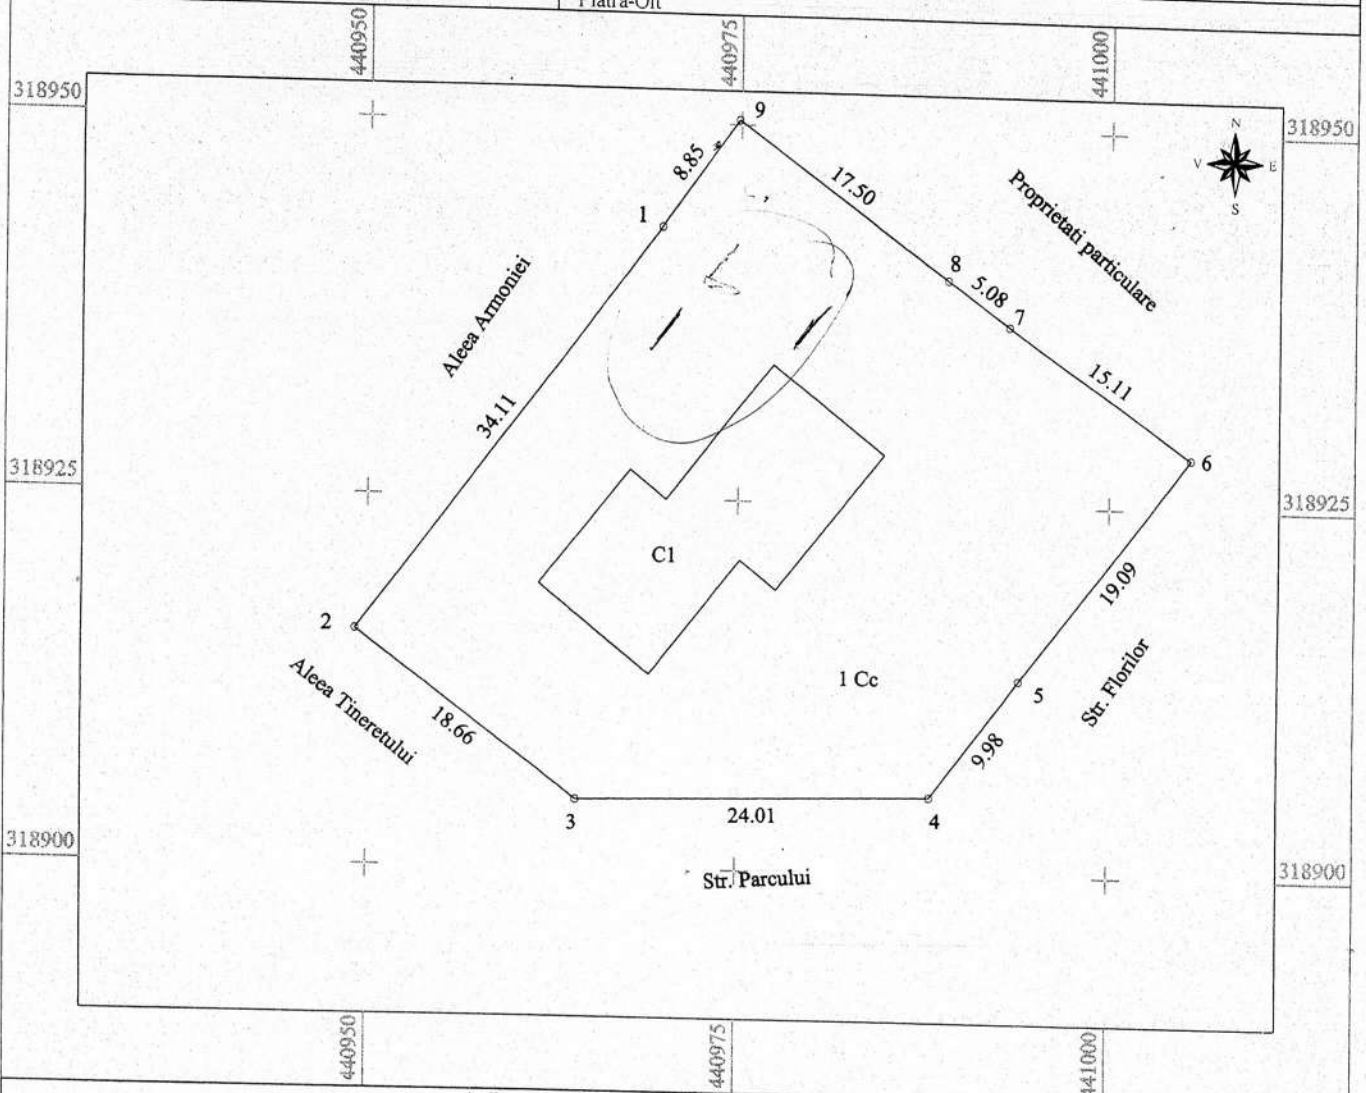 Piatra-Olt
440950
440975
441000
318950
318950
9
N
V
E
S
8.85
17.50
Proprietati particulare
1
8
5.08
7
Aleea Armoniei
15.11
34.11
6
318925
318925
C1
19.09
2
1 Cc
Str. Florilor
5
Aleea Tineretului
18.66
9.98
3
24.01
4
318900
318900
Str. Parcului
440950
440975
441000